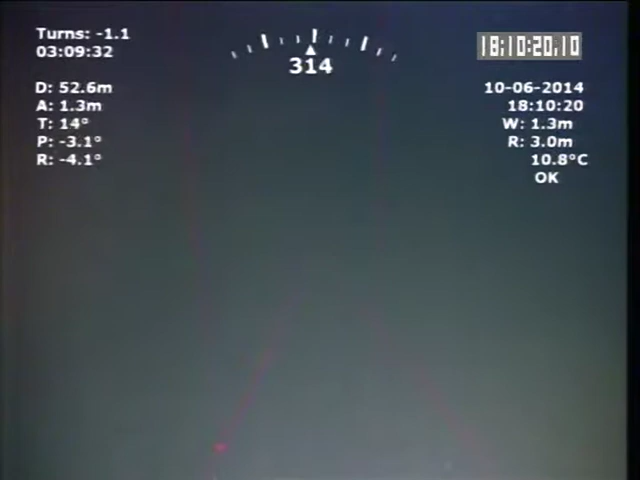 Turns: -1.1
03:09:32
314
18:10:20.10
D: 52.6m
A: 1.3m
T: 14°
P: -3.1°
R: -4.1°
10-06-2014
18:10:20
W: 1.3m
R: 3.0m
10.8°C
OK